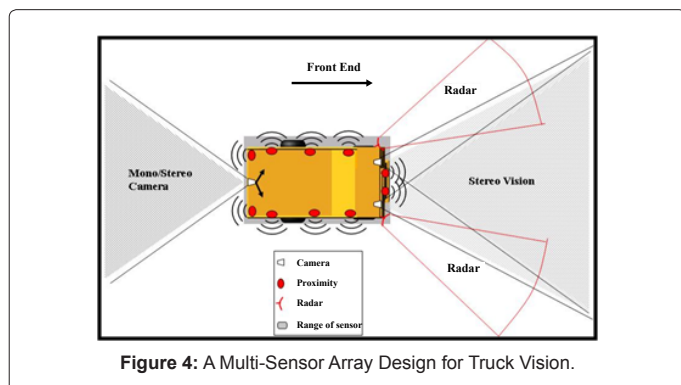 Front End
Radar
Mono/Stereo
Camera
Stereo Vision
Radar
Camera
Proximity
Radar
Range of sensor
Figure 4: A Multi-Sensor Array Design for Truck Vision.